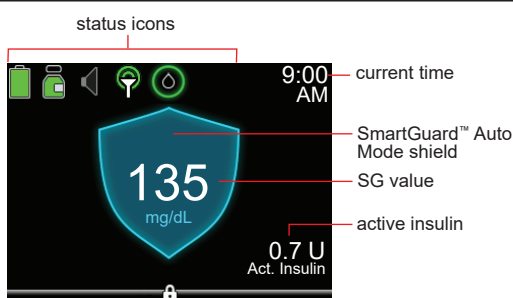 status icons
9:00
AM
current time
SmartGuard™ Auto
Mode shield
135
SG value
mg/dL
active insulin
0.7 U
Act. Insulin